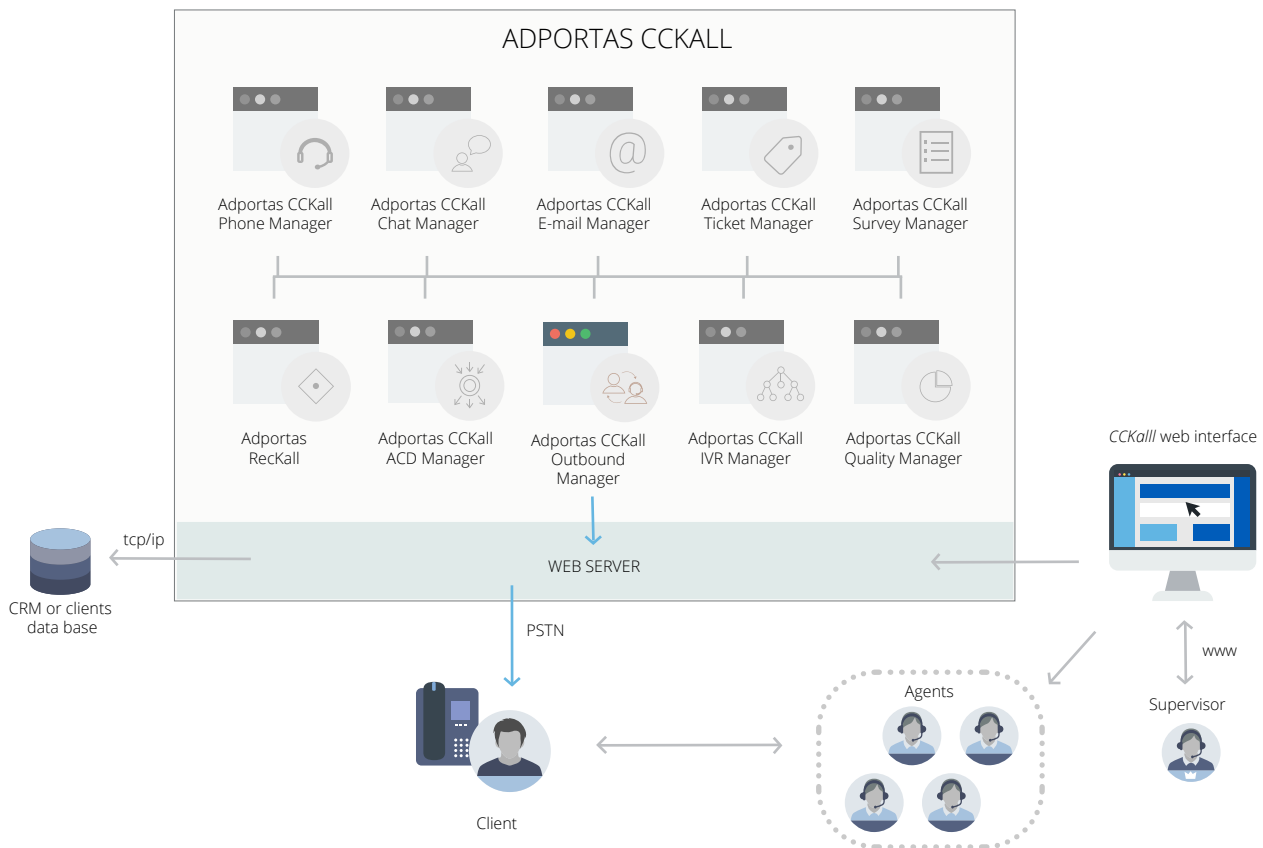 ADPORTAS CCKALL
Adportas CCKall
Phone Manager
Adportas CCKall
Chat Manager
@
Adportas CCKall
E-mail Manager
Adportas CCKall
Ticket Manager
Adportas CCKall
Survey Manager
Adportas
RecKall
Adportas CCKall
ACD Manager
Adportas CCKall
Outbound
Manager
Adportas CCKall
IVR Manager
Adportas CCKall
Quality Manager
CCKalll web interface
tcp/ip
WEB SERVER
CRM or clients
data base
PSTN
www
Agents
Supervisor
Client